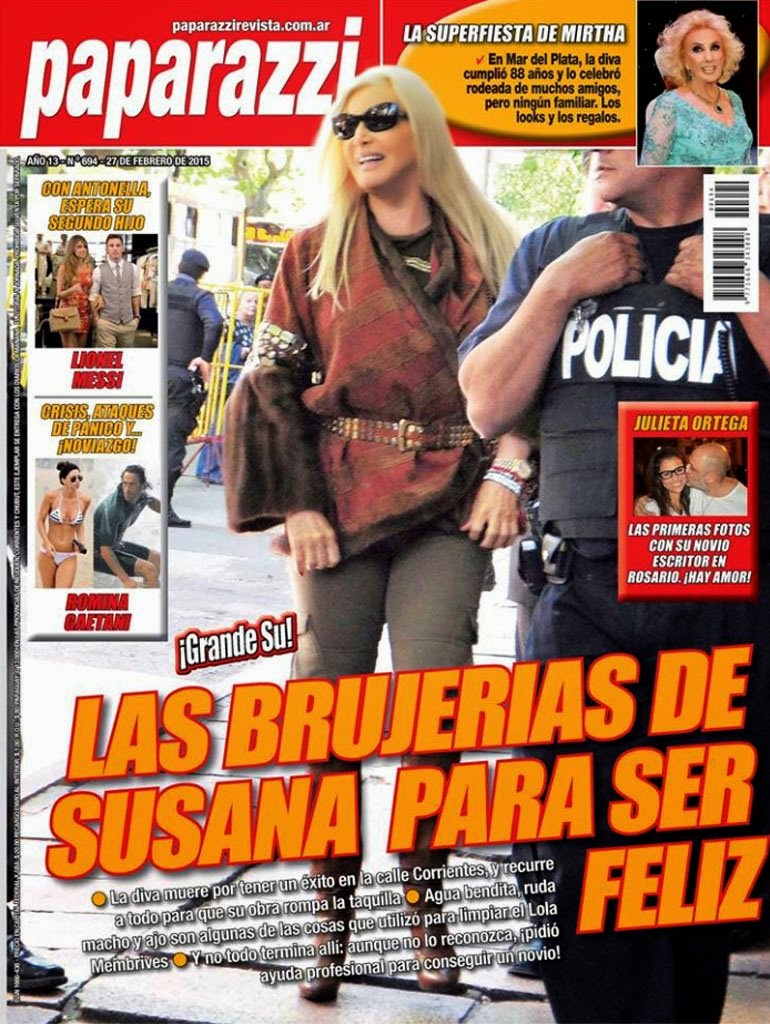 paparazzirevista.com.ar
paparazzi
LA SUPERFIESTA DE MIRTHA
✓ En Mar del Plata, la diva
cumplió 88 años y lo celebró
rodeada de muchos amigos,
pero ningún familiar. Los
looks y los regalos.
AÑO 13 - N° 694 - 27 DE FEBRERO DE 2015
CON ANTONELLA,
ESPERA SU
SEGUNDO HIJO
LIONEL
MESSI
CRISIS, ATAQUES
DE PÁNICO Y...
¡NOVIAZGO!
ROMINA
GAETANI
POLICIA
JULIETA ORTEGA
LAS PRIMERAS FOTOS
CON SU NOVIO
ESCRITOR EN
ROSARIO. ¡HAY AMOR!
¡Grande Su!
LAS BRUJERIAS DE
SUSANA PARA SER
FELIZ
● La diva muere por tener un éxito en la calle Corrientes, y recurre
a todo para que su obra rompa la taquilla ● Agua bendita, ruda
macho y ajo son algunas de las cosas que utilizó para limpiar el Lola
Membrives ● Y no todo termina allí: aunque no lo reconozca, ¡pidió
ayuda profesional para conseguir un novio!